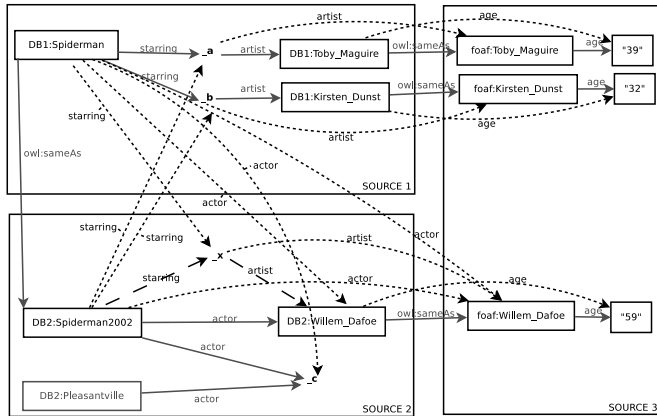 artist
age
DB1:Spiderman
starring
_a
artist
DB1:Toby_Maguire
owl:sameAs
foaf:Toby_Maguire
age
"39"
starring
_b
artist
DB1:Kirsten_Dunst
owl:sameAs
foaf:Kirsten_Dunst
age
"32"
age
artist
owl:sameAs
actor
SOURCE 1
actor
starring
starring
actor
artist
_x
starring
artist
actor
age
DB2:Spiderman2002
actor
DB2:Willem_Dafoe
owl:sameAs
foaf:Willem_Dafoe
age
"59"
actor
_c
DB2:Pleasantville
actor
SOURCE 2
SOURCE 3
starring